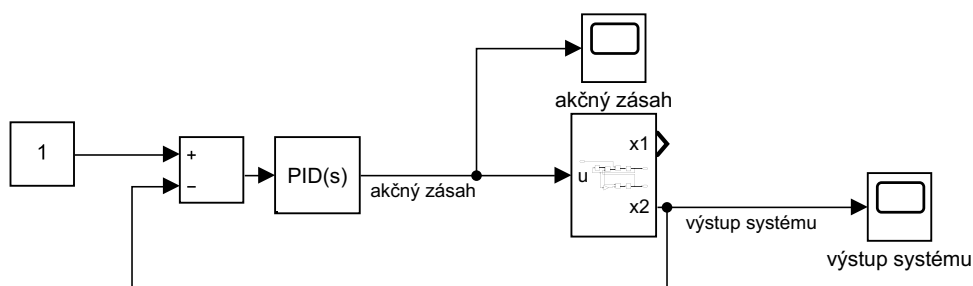 akčný zásah
1
+
−
PID(s)
akčný zásah
u
x1
x2
výstup systému
výstup systému